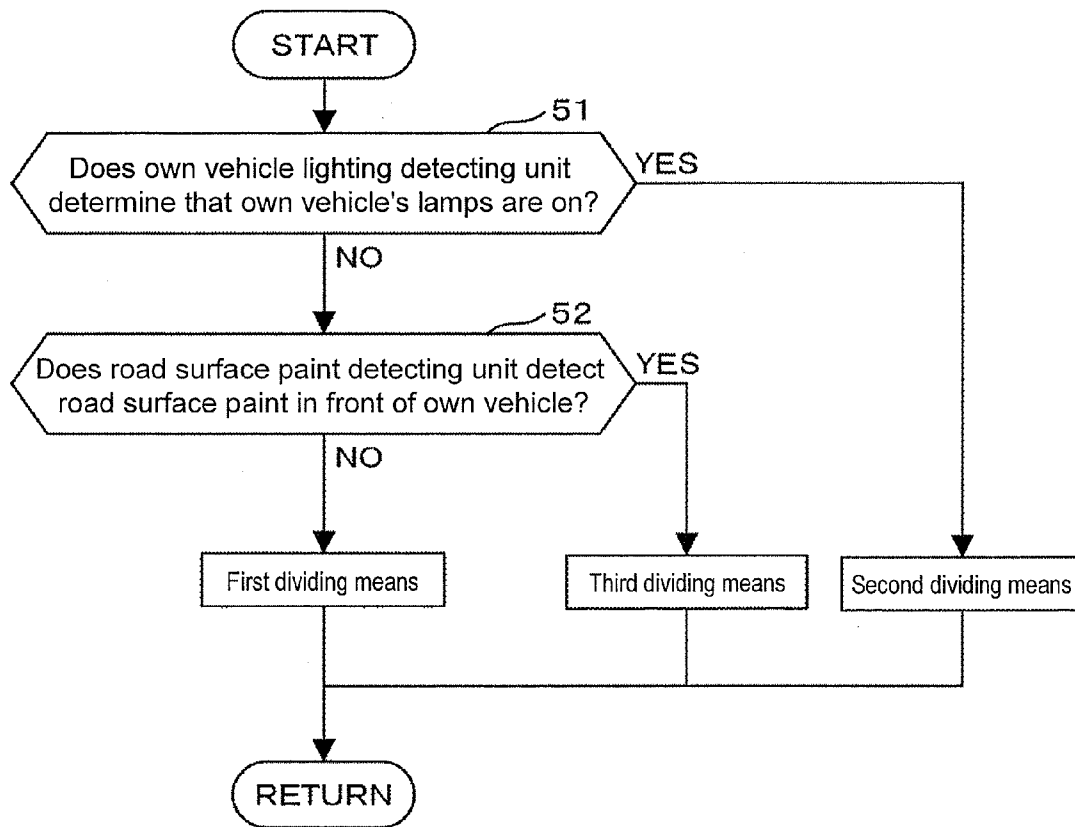 START
51
Does own vehicle lighting detecting unit
determine that own vehicle's lamps are on?
YES
NO
52
Does road surface paint detecting unit detect
road surface paint in front of own vehicle?
YES
NO
First dividing means
Third dividing means
Second dividing means
RETURN